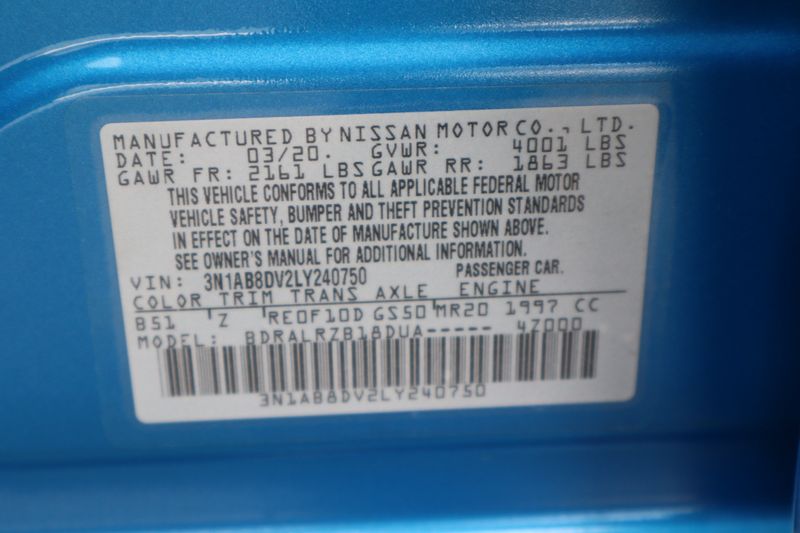 MANUFACTURED BY NISSAN MOTOR CO., LTD.
DATE: 03/20. GVWR: 4001 LBS
GAWR FR: 2161 LBS GAWR RR: 1863 LBS
THIS VEHICLE CONFORMS TO ALL APPLICABLE FEDERAL MOTOR
VEHICLE SAFETY, BUMPER AND THEFT PREVENTION STANDARDS
IN EFFECT ON THE DATE OF MANUFACTURE SHOWN ABOVE.
SEE OWNER'S MANUAL FOR ADDITIONAL INFORMATION.
VIN: 3N1AB8DV2LY240750 PASSENGER CAR.
COLOR TRIM TRANS AXLE ENGINE
B51 Z RE0F10D GS50 MR20 1997 CC
MODEL: BDRALRZB18DUA----- 4Z000
3N1AB8DV2LY240750